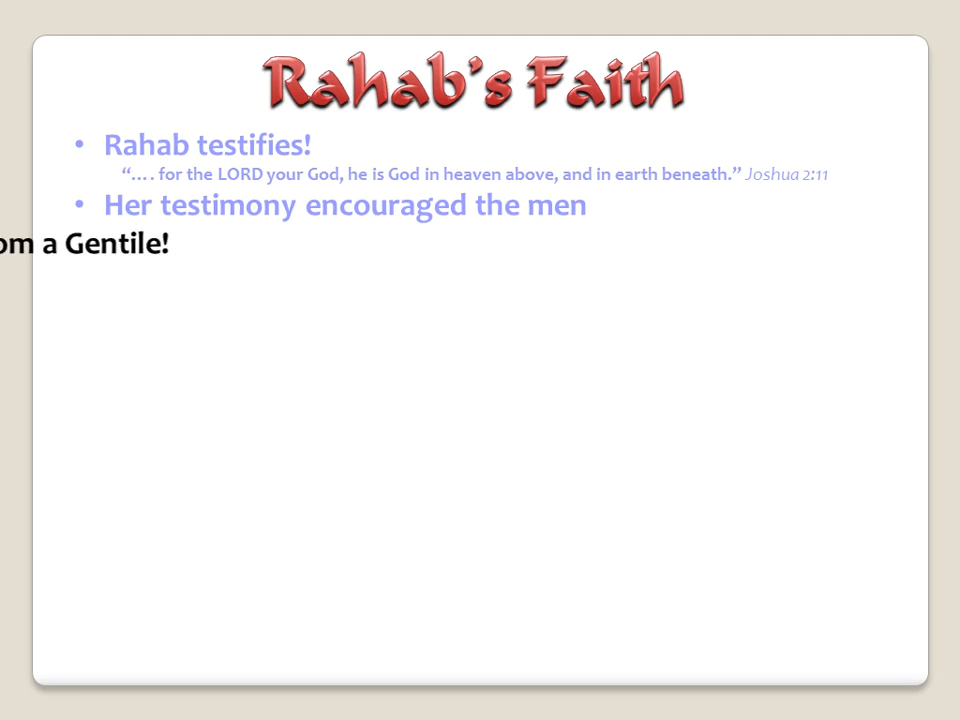 Rahab's Faith
• Rahab testifies!
“…. for the LORD your God, he is God in heaven above, and in earth beneath.” Joshua 2:11
• Her testimony encouraged the men
om a Gentile!